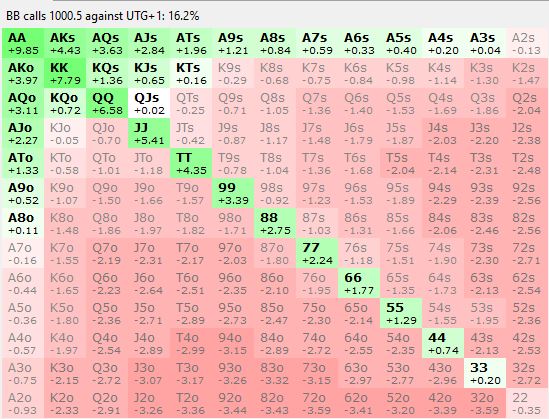 BB calls 1000.5 against UTG+1: 16.2%
AA AKs AQs AJs ATs A9s A8s A7s A6s A5s A4s A3s A2s
+9.85 +4.43 +3.63 +2.84 +1.96 +1.21 +0.84 +0.59 +0.33 +0.40 +0.20 +0.04 -0.13
AKo KK KQs KJs KTs K9s K8s K7s K6s K5s K4s K3s K2s
+3.97 +7.79 +1.36 +0.65 +0.16 -0.29 -0.68 -0.75 -0.84 -0.98 -1.14 -1.30 -1.47
AQo KQo QQ QJs QTs Q9s Q8s Q7s Q6s Q5s Q4s Q3s Q2s
+3.11 +0.72 +6.58 +0.02 -0.25 -0.71 -1.05 -1.36 -1.40 -1.53 -1.69 -1.86 -2.04
AJo KJo QJo JJ JTs J9s J8s J7s J6s J5s J4s J3s J2s
+2.27 -0.05 -0.70 +5.41 -0.42 -0.87 -1.17 -1.48 -1.79 -1.87 -2.03 -2.20 -2.38
ATo KTo QTo JTo TT T9s T8s T7s T6s T5s T4s T3s T2s
+1.33 -0.58 -1.01 -1.18 +4.35 -0.78 -1.04 -1.36 -1.68 -2.04 -2.14 -2.31 -2.48
A9o K9o Q9o J9o T9o 99 98s 97s 96s 95s 94s 93s 92s
+0.52 -1.07 -1.50 -1.66 -1.57 +3.39 -0.92 -1.23 -1.53 -1.89 -2.29 -2.39 -2.56
A8o K8o Q8o J8o T8o 98o 88 87s 86s 85s 84s 83s 82s
+0.11 -1.48 -1.86 -1.97 -1.82 -1.71 +2.75 -1.03 -1.31 -1.66 -2.06 -2.46 -2.56
A7o K7o Q7o J7o T7o 97o 87o 77 76s 75s 74s 73s 72s
-0.16 -1.55 -2.19 -2.31 -2.17 -2.03 -1.80 +2.24 -1.18 -1.51 -1.90 -2.30 -2.71
A6o K6o Q6o J6o T6o 96o 86o 76o 66 65s 64s 63s 62s
-0.44 -1.65 -2.23 -2.64 -2.51 -2.35 -2.10 -1.95 +1.77 -1.35 -1.73 -2.13 -2.54
A5o K5o Q5o J5o T5o 95o 85o 75o 65o 55 54s 53s 52s
-0.36 -1.80 -2.36 -2.71 -2.89 -2.73 -2.47 -2.30 -2.14 +1.29 -1.55 -1.95 -2.36
A4o K4o Q4o J4o T4o 94o 84o 74o 64o 54o 44 43s 42s
-0.57 -1.97 -2.54 -2.89 -2.99 -3.15 -2.89 -2.72 -2.55 -2.35 +0.74 -2.13 -2.53
A3o K3o Q3o J3o T3o 93o 83o 73o 63o 53o 43o 33 32s
-0.75 -2.15 -2.72 -3.07 -3.17 -3.26 -3.32 -3.15 -2.97 -2.77 -2.96 +0.20 -2.72
A2o K2o Q2o J2o T2o 92o 82o 72o 62o 52o 42o 32o 22
-0.92 -2.33 -2.91 -3.26 -3.36 -3.44 -3.43 -3.59 -3.41 -3.20 -3.39 -3.59 -0.35